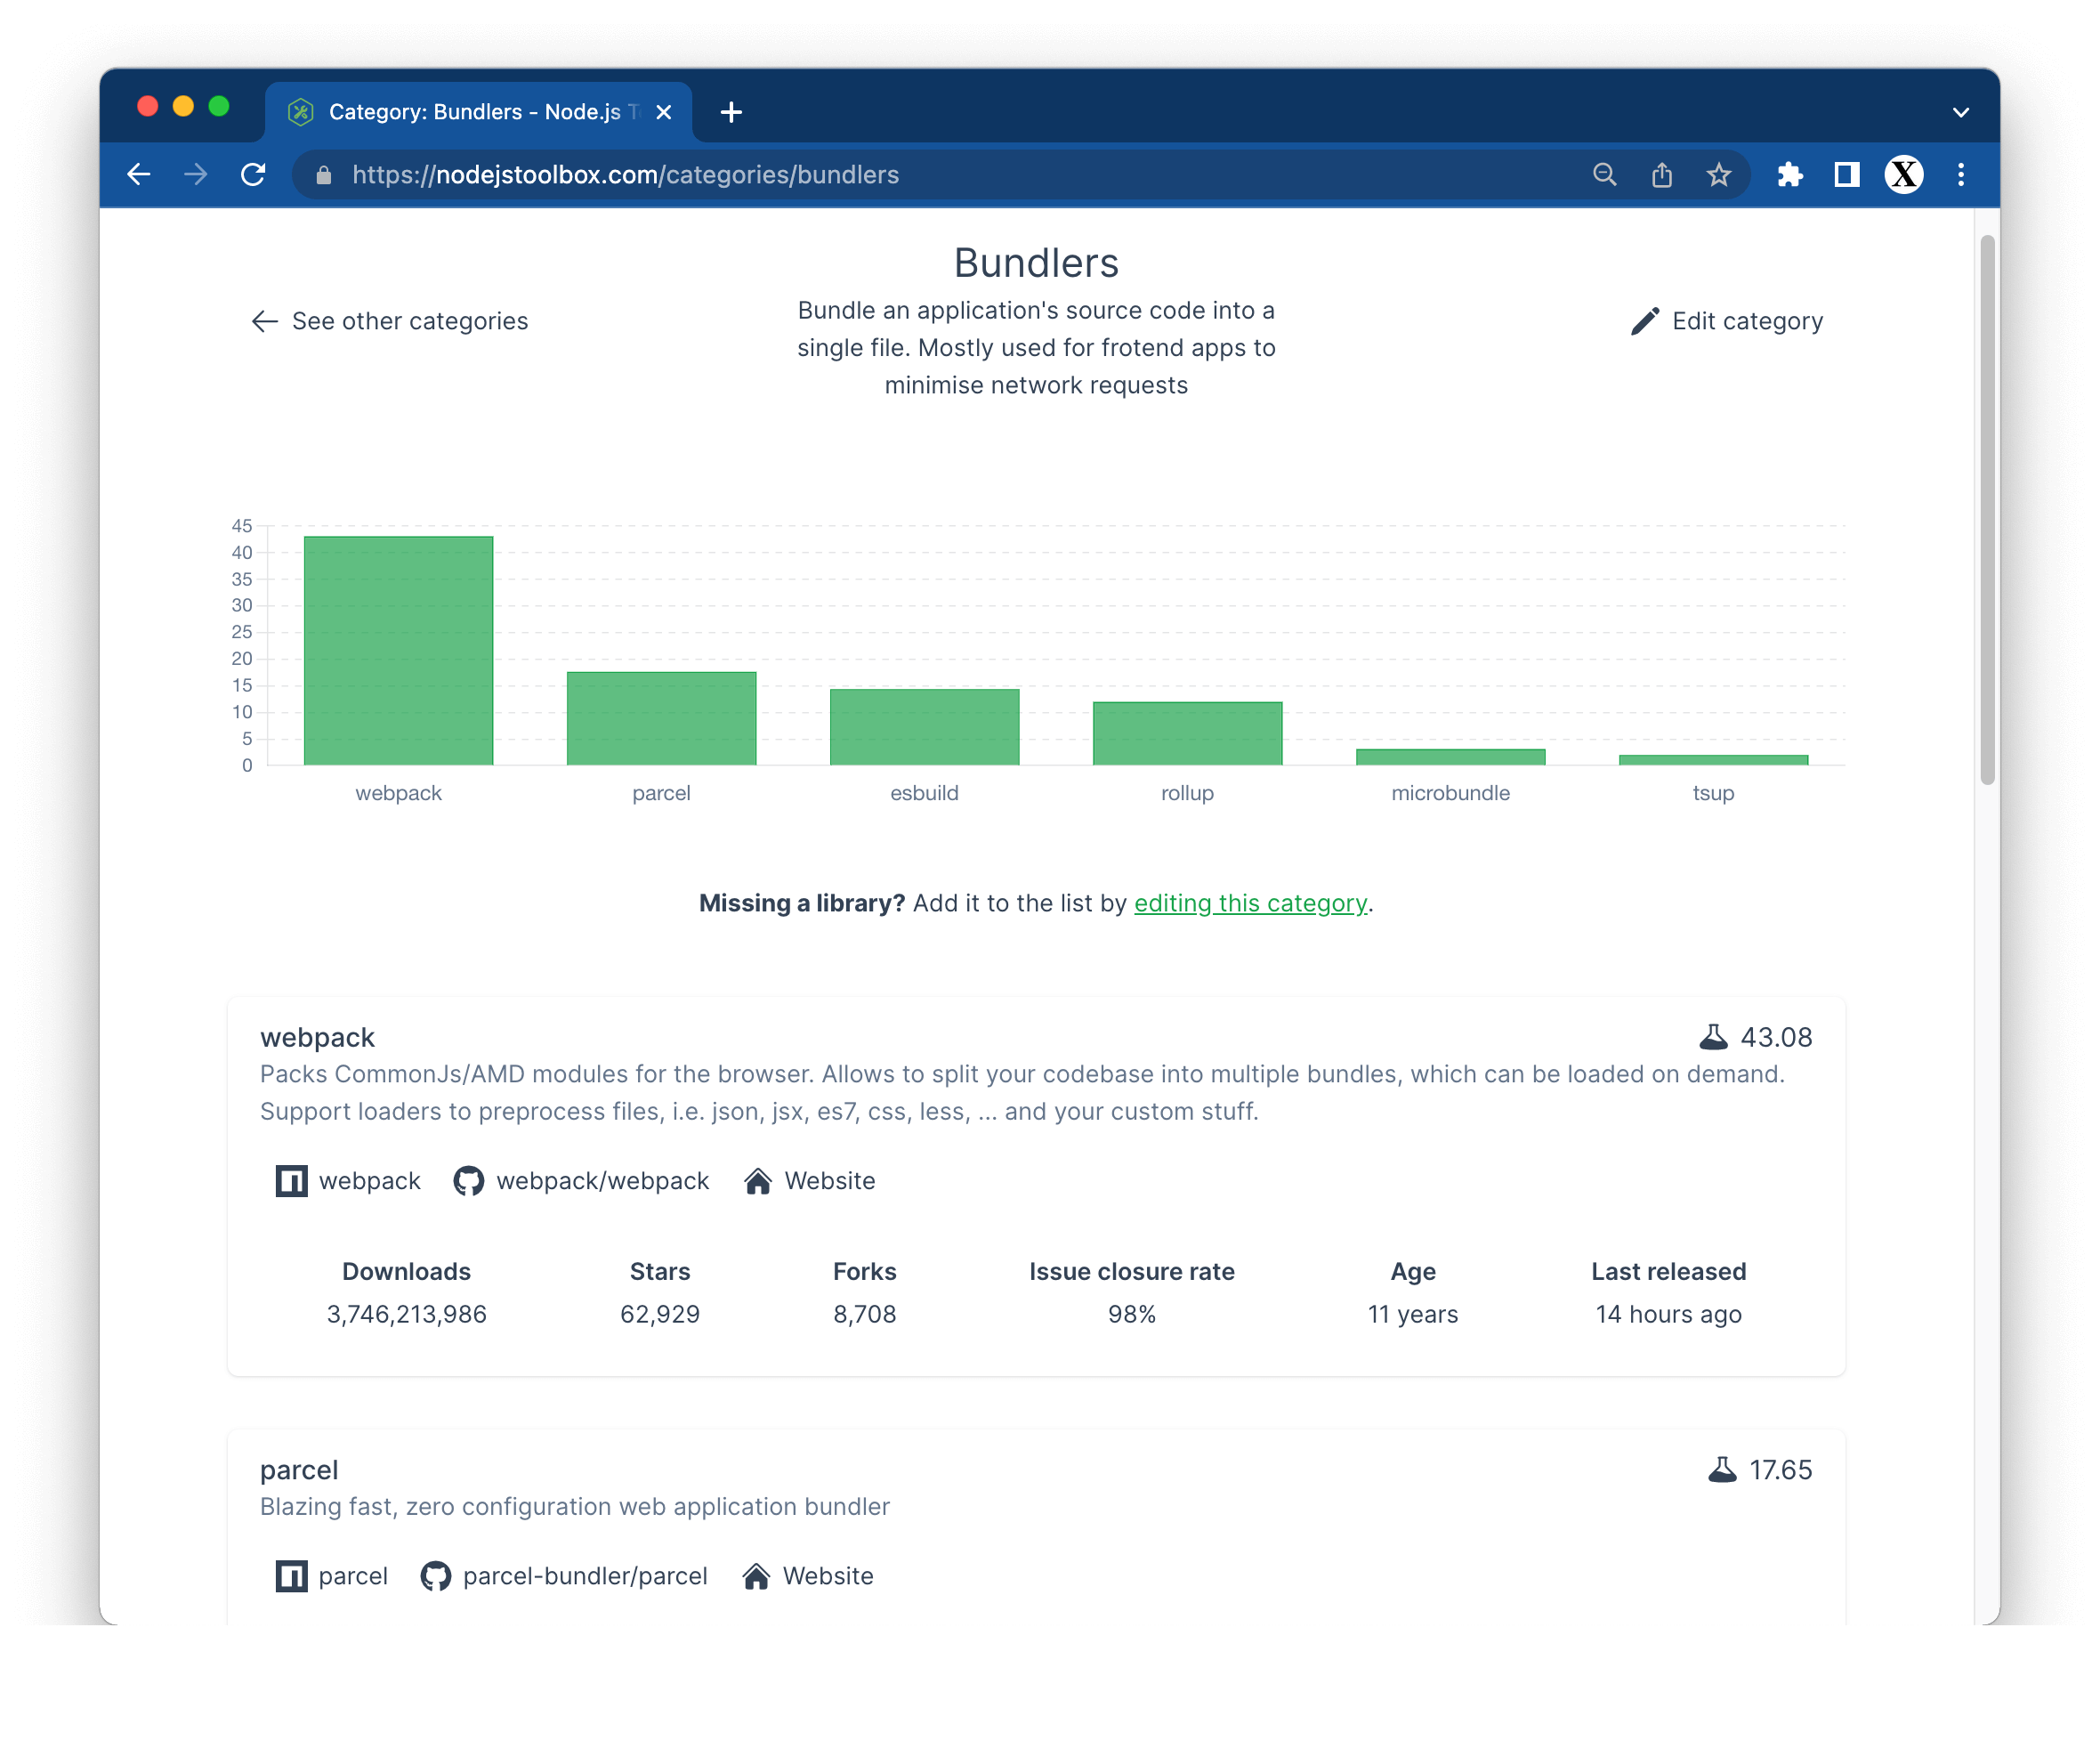 Category: Bundlers - Node.js
https://nodejstoolbox.com/categories/bundlers
Bundlers
See other categories
Bundle an application's source code into a
single file. Mostly used for frotend apps to
minimise network requests
Edit category
45
40
35
30
25
20
15
10
5
0
webpack parcel esbuild rollup microbundle tsup
Missing a library? Add it to the list by editing this category.
webpack 43.08
Packs CommonJs/AMD modules for the browser. Allows to split your codebase into multiple bundles, which can be loaded on demand.
Support loaders to preprocess files, i.e. json, jsx, es7, css, less, ... and your custom stuff.
webpack webpack/webpack Website
Downloads Stars Forks Issue closure rate Age Last released
3,746,213,986 62,929 8,708 98% 11 years 14 hours ago
parcel 17.65
Blazing fast, zero configuration web application bundler
parcel parcel-bundler/parcel Website